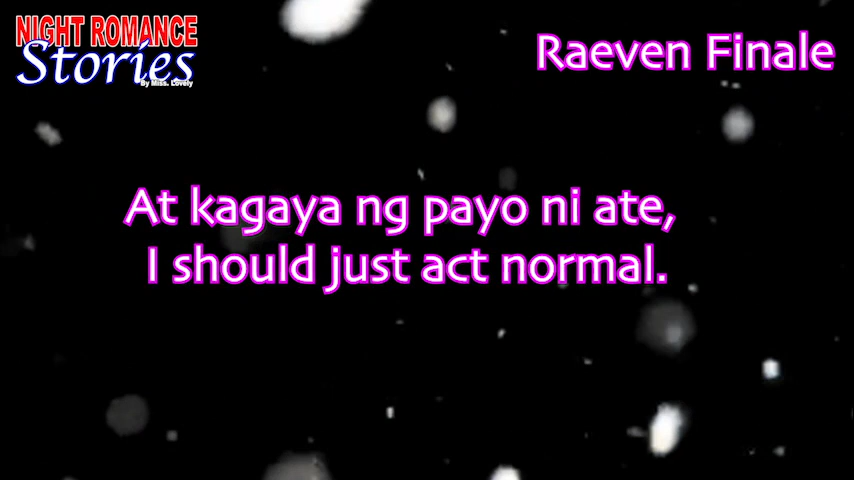 NIGHT ROMANCE
Stories
By Miss. Lovely
Raeven Finale
At kagaya ng payo ni ate,
I should just act normal.